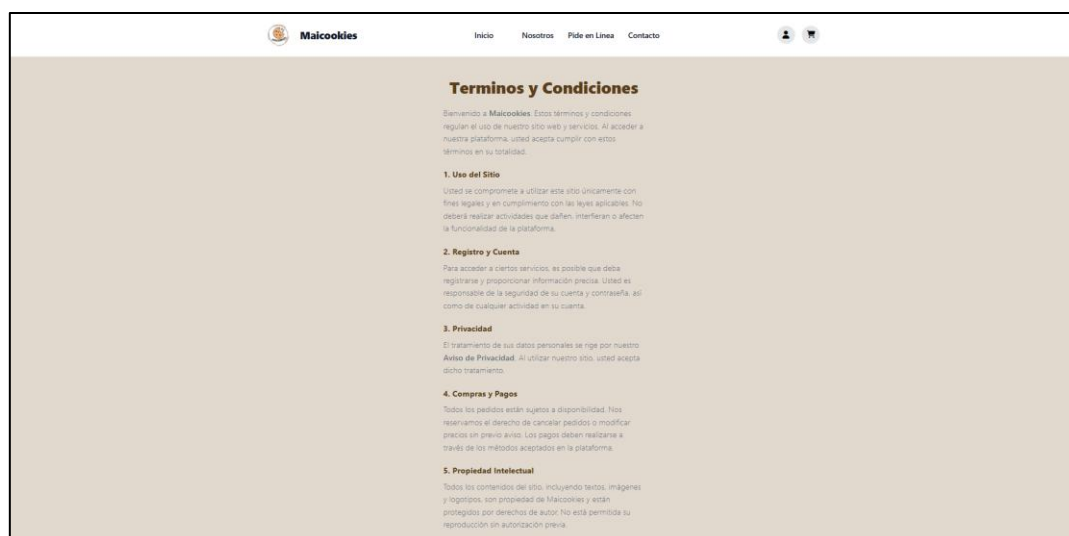 Maicookies
Inicio Nosotros Pide en Linea Contacto
Terminos y Condiciones
Bienvenido a Maicookies. Estos términos y condiciones
regulan el uso de nuestro sitio web y servicios. Al acceder a
nuestra plataforma, usted acepta cumplir con estos
términos en su totalidad.
1. Uso del Sitio
Usted se compromete a utilizar este sitio únicamente con
fines legales y en cumplimiento con las leyes aplicables. No
deberá realizar actividades que dañen, interfieran o afecten
la funcionalidad de la plataforma.
2. Registro y Cuenta
Para acceder a ciertos servicios, es posible que deba
registrarse y proporcionar información precisa. Usted es
responsable de la seguridad de su cuenta y contraseña, así
como de cualquier actividad en su cuenta.
3. Privacidad
El tratamiento de sus datos personales se rige por nuestro
Aviso de Privacidad. Al utilizar nuestro sitio, usted acepta
dicho tratamiento.
4. Compras y Pagos
Todos los pedidos están sujetos a disponibilidad. Nos
reservamos el derecho de cancelar pedidos o modificar
precios sin previo aviso. Los pagos deben realizarse a
través de los métodos aceptados en la plataforma.
5. Propiedad Intelectual
Todos los contenidos del sitio, incluyendo textos, imágenes
y logotipos, son propiedad de Maicookies y están
protegidos por derechos de autor. No está permitida su
reproducción sin autorización previa.